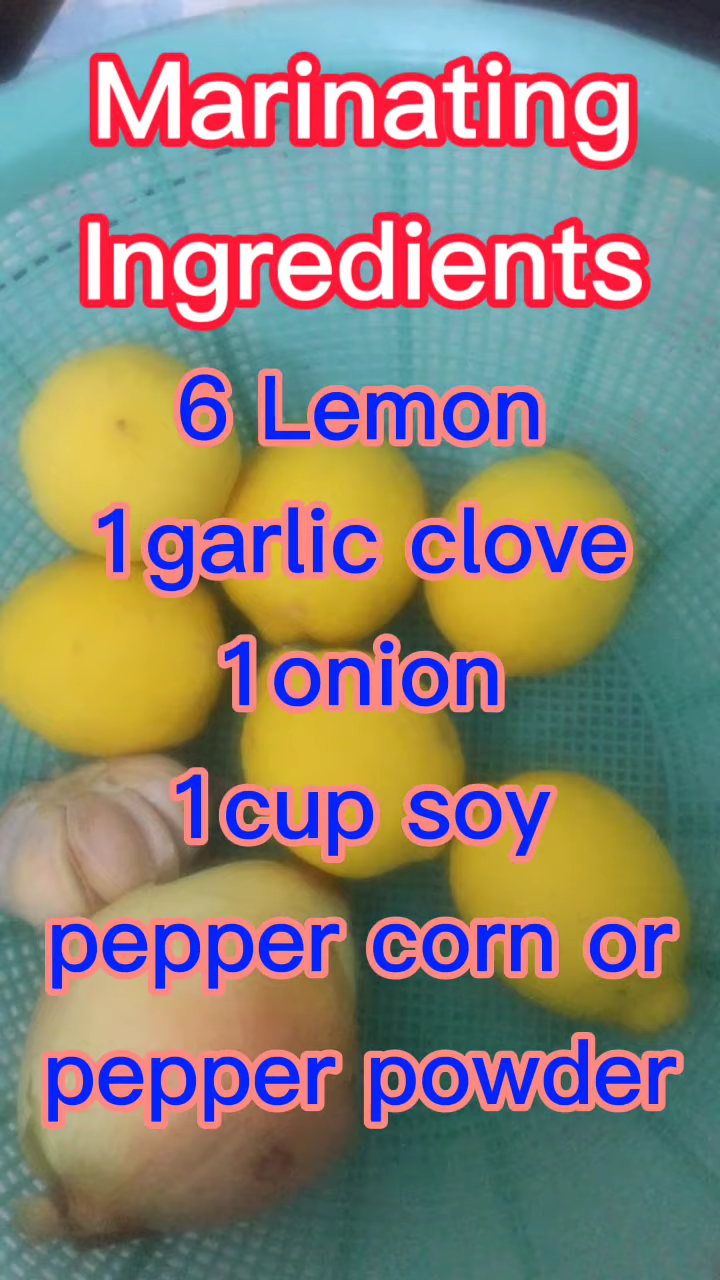 Marinating
Ingredients
6 Lemon
1garlic clove
1onion
1cup soy
pepper corn or
pepper powder